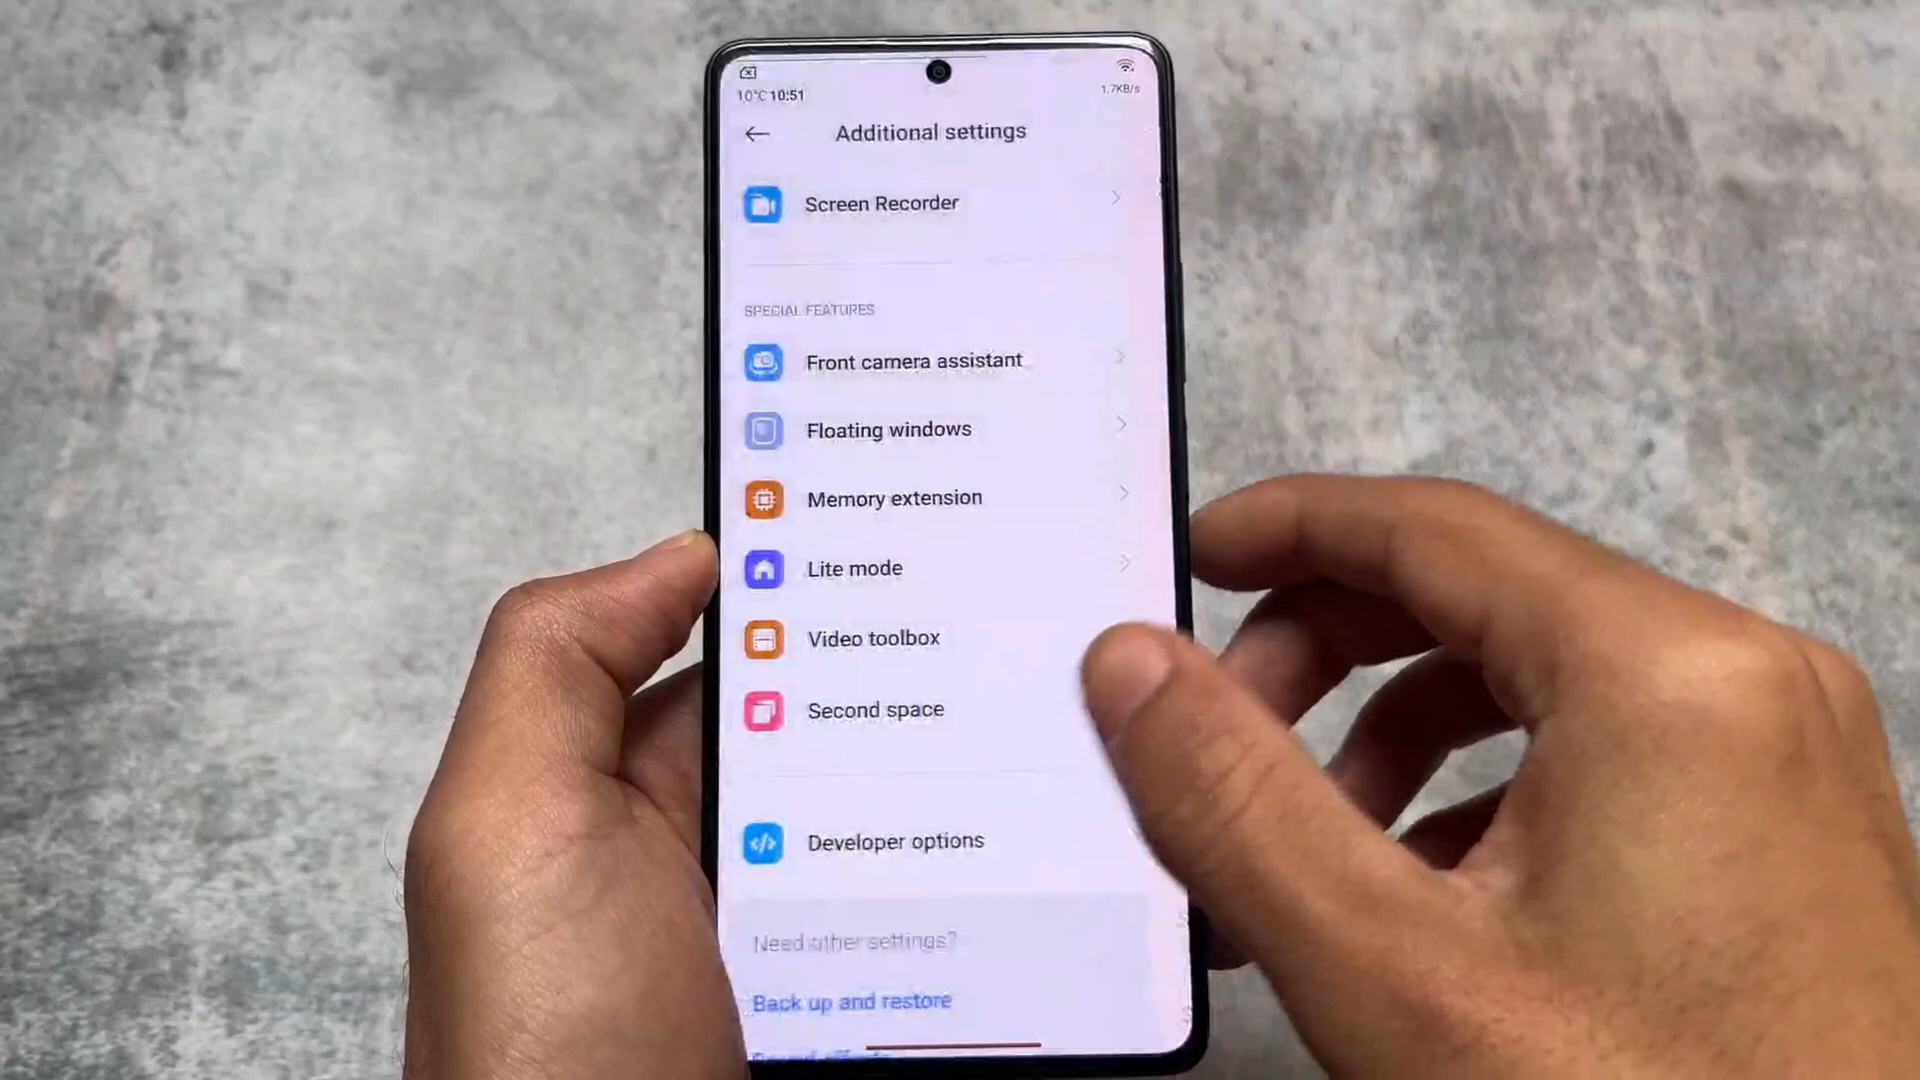 10°C 10:51
1.7KB/s
Additional settings
Screen Recorder
SPECIAL FEATURES
Front camera assistant
Floating windows
Memory extension
Lite mode
Video toolbox
Second space
Developer options
Need other settings?
Back up and restore